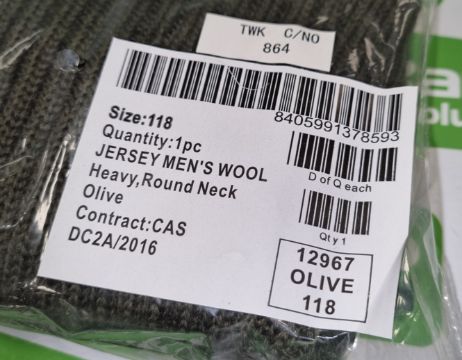 TWK C/NO
864
Size:118
Quantity:1pc
JERSEY MEN'S WOOL
Heavy,Round Neck
Olive
Contract:CAS
DC2A/2016
8405991378593
D of Q each
Qty 1
12967
OLIVE
118